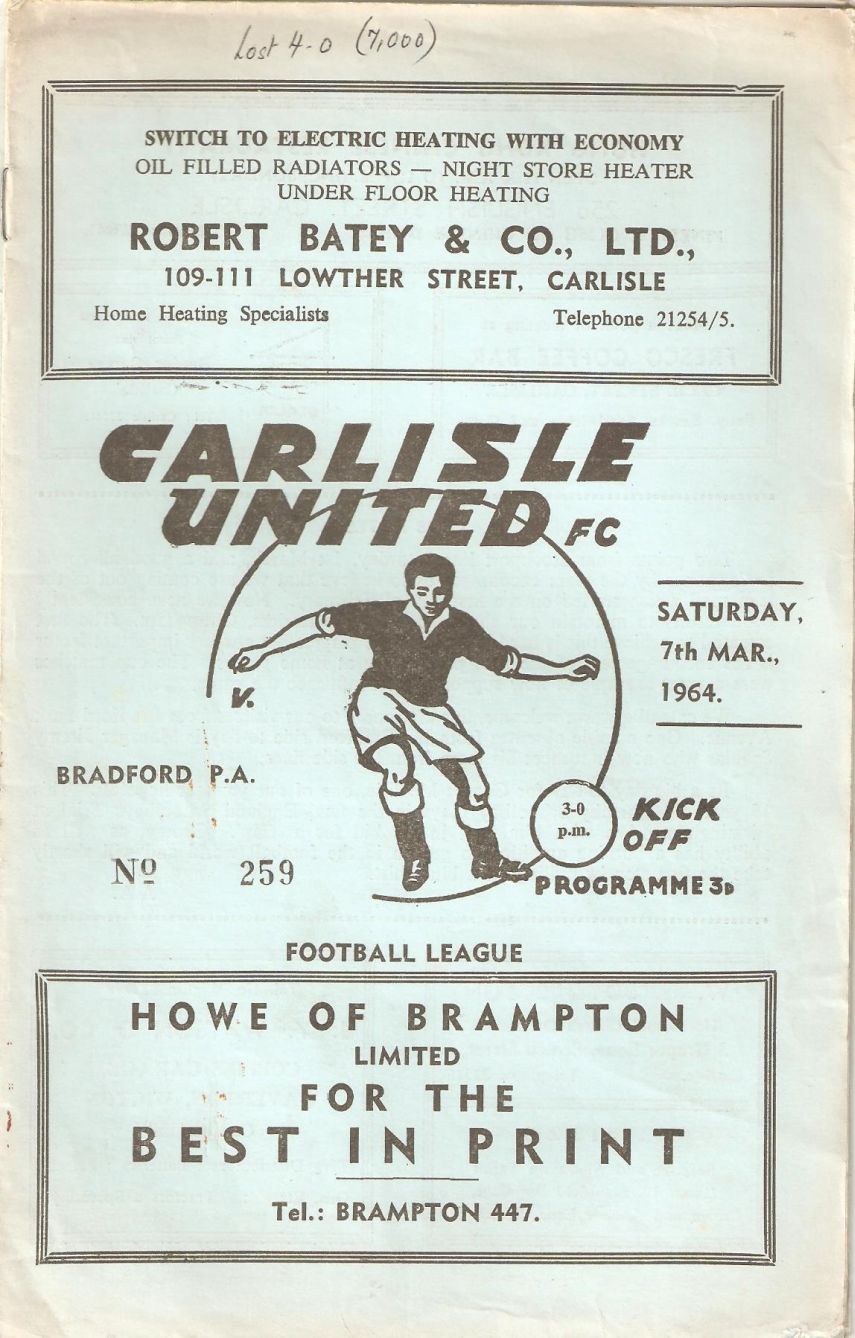 Lost 4-0 (7,000)
SWITCH TO ELECTRIC HEATING WITH ECONOMY
OIL FILLED RADIATORS — NIGHT STORE HEATER
UNDER FLOOR HEATING
ROBERT BATEY & CO., LTD.,
109-111 LOWTHER STREET, CARLISLE
Home Heating Specialists Telephone 21254/5.
CARLISLE
UNITED FC
SATURDAY,
7th MAR.,
1964.
V.
BRADFORD P.A.
3-0
p.m.
KICK
OFF
Nº 259
PROGRAMME 3D
FOOTBALL LEAGUE
HOWE OF BRAMPTON
LIMITED
FOR THE
BEST IN PRINT
Tel.: BRAMPTON 447.